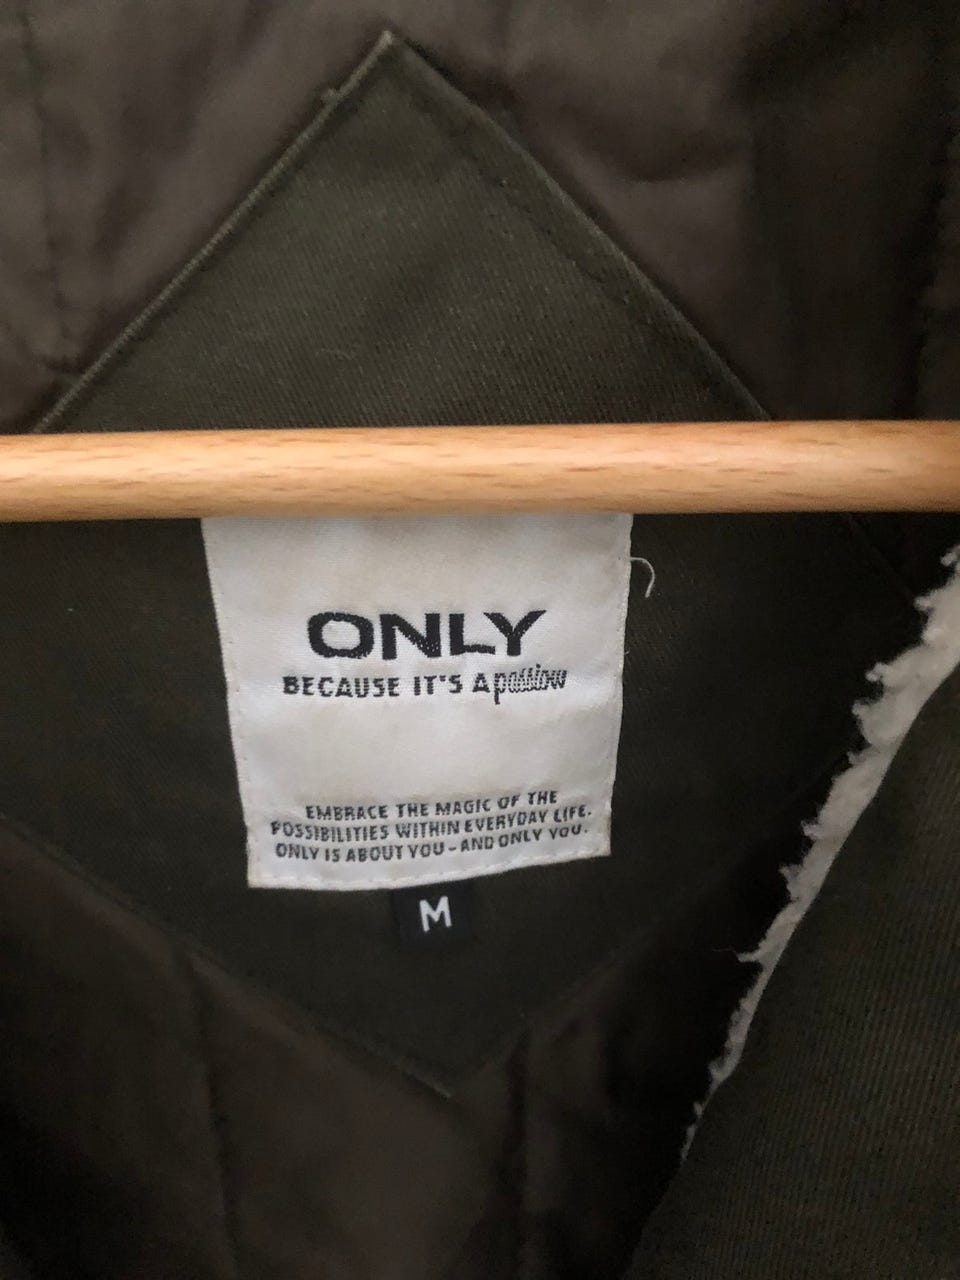 ONLY
BECAUSE IT'S A passion
EMBRACE THE MAGIC OF THE
POSSIBILITIES WITHIN EVERYDAY LIFE.
ONLY IS ABOUT YOU - AND ONLY YOU.
M